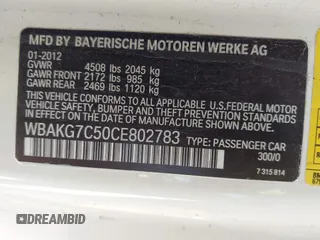 MFD BY BAYERISCHE MOTOREN WERKE AG
01-2012
GVWR 4508 lbs 2045 kg
GAWR FRONT 2172 lbs 985 kg
GAWR REAR 2469 lbs 1120 kg
THIS VEHICLE CONFORMS TO ALL
APPLICABLE U.S.FEDERAL MOTOR
VEHICLE SAFETY,
BUMPER AND THEFT PREVENTION
STANDARDS IN EFFECT ON THE DATE
OF MANUFACTURE SHOWN ABOVE.
WBAKG7C50CE802783 TYPE: PASSENGER CAR
300/0
7 315 814
BM
DREAMBID
iDREAMBID.COM